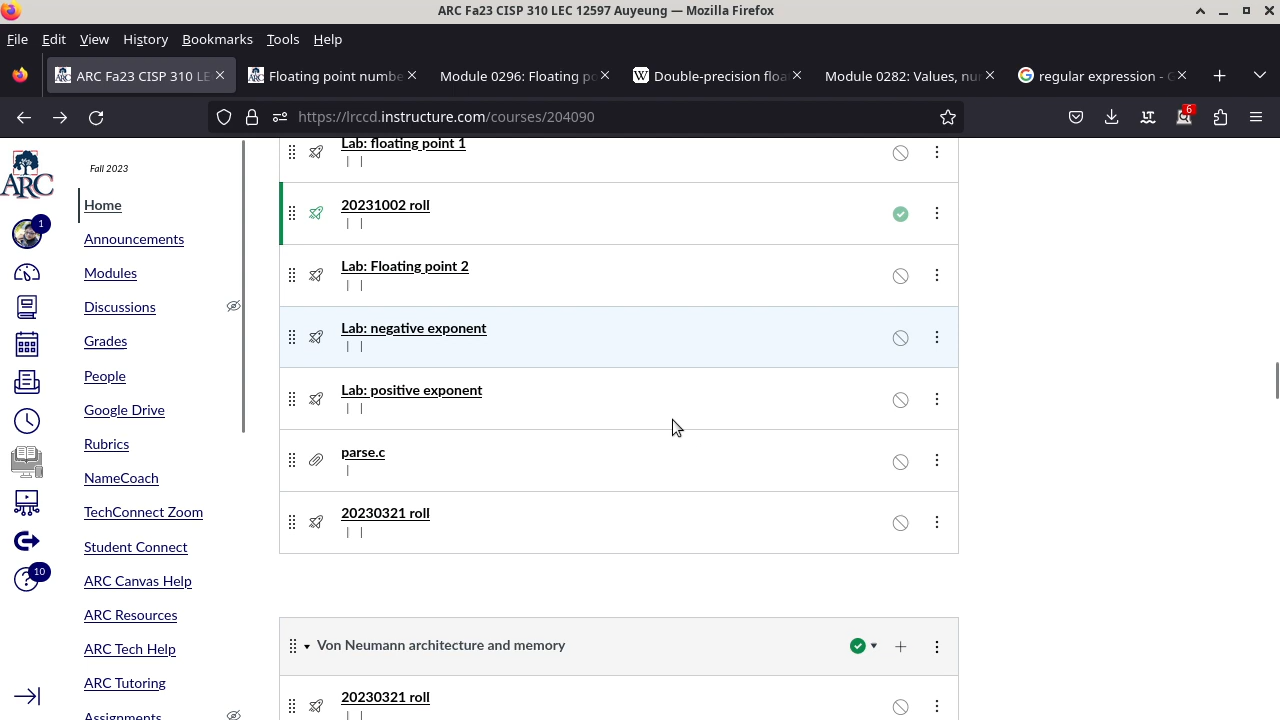 ARC Fa23 CISP 310 LEC 12597 Auyeung — Mozilla Firefox
File Edit View History Bookmarks Tools Help
ARC Fa23 CISP 310 LE
Floating point numbe
Module 0296: Floating po
W Double-precision floa
Module 0282: Values, nu
G regular expression - G
https://lrccd.instructure.com/courses/204090
6
ARC
1
10
Fall 2023
Home
Announcements
Modules
Discussions
Grades
People
Google Drive
Rubrics
NameCoach
TechConnect Zoom
Student Connect
ARC Canvas Help
ARC Resources
ARC Tech Help
ARC Tutoring
Assignments
Lab: floating point 1
| |
20231002 roll
| |
Lab: Floating point 2
| |
Lab: negative exponent
| |
Lab: positive exponent
| |
parse.c
|
20230321 roll
| |
Von Neumann architecture and memory
20230321 roll
| |